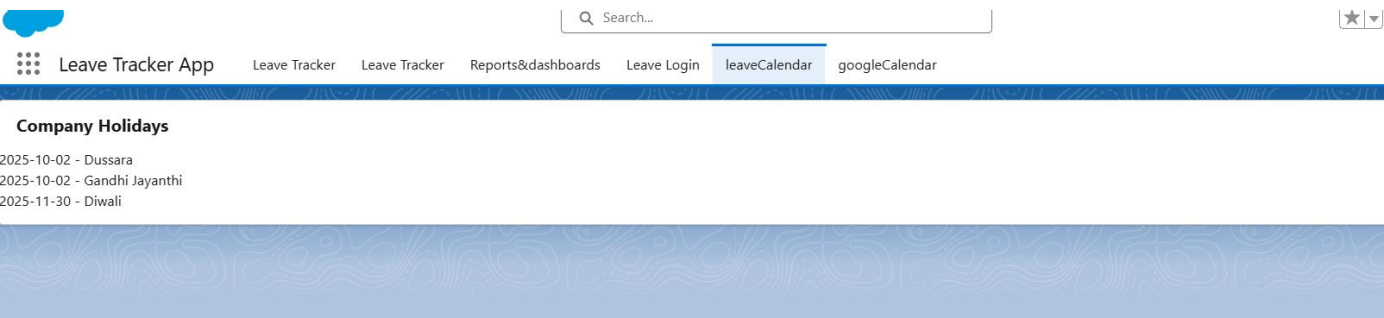 Search...
Leave Tracker App Leave Tracker Leave Tracker Reports&dashboards Leave Login leaveCalendar googleCalendar
Company Holidays
2025-10-02 - Dussara
2025-10-02 - Gandhi Jayanthi
2025-11-30 - Diwali